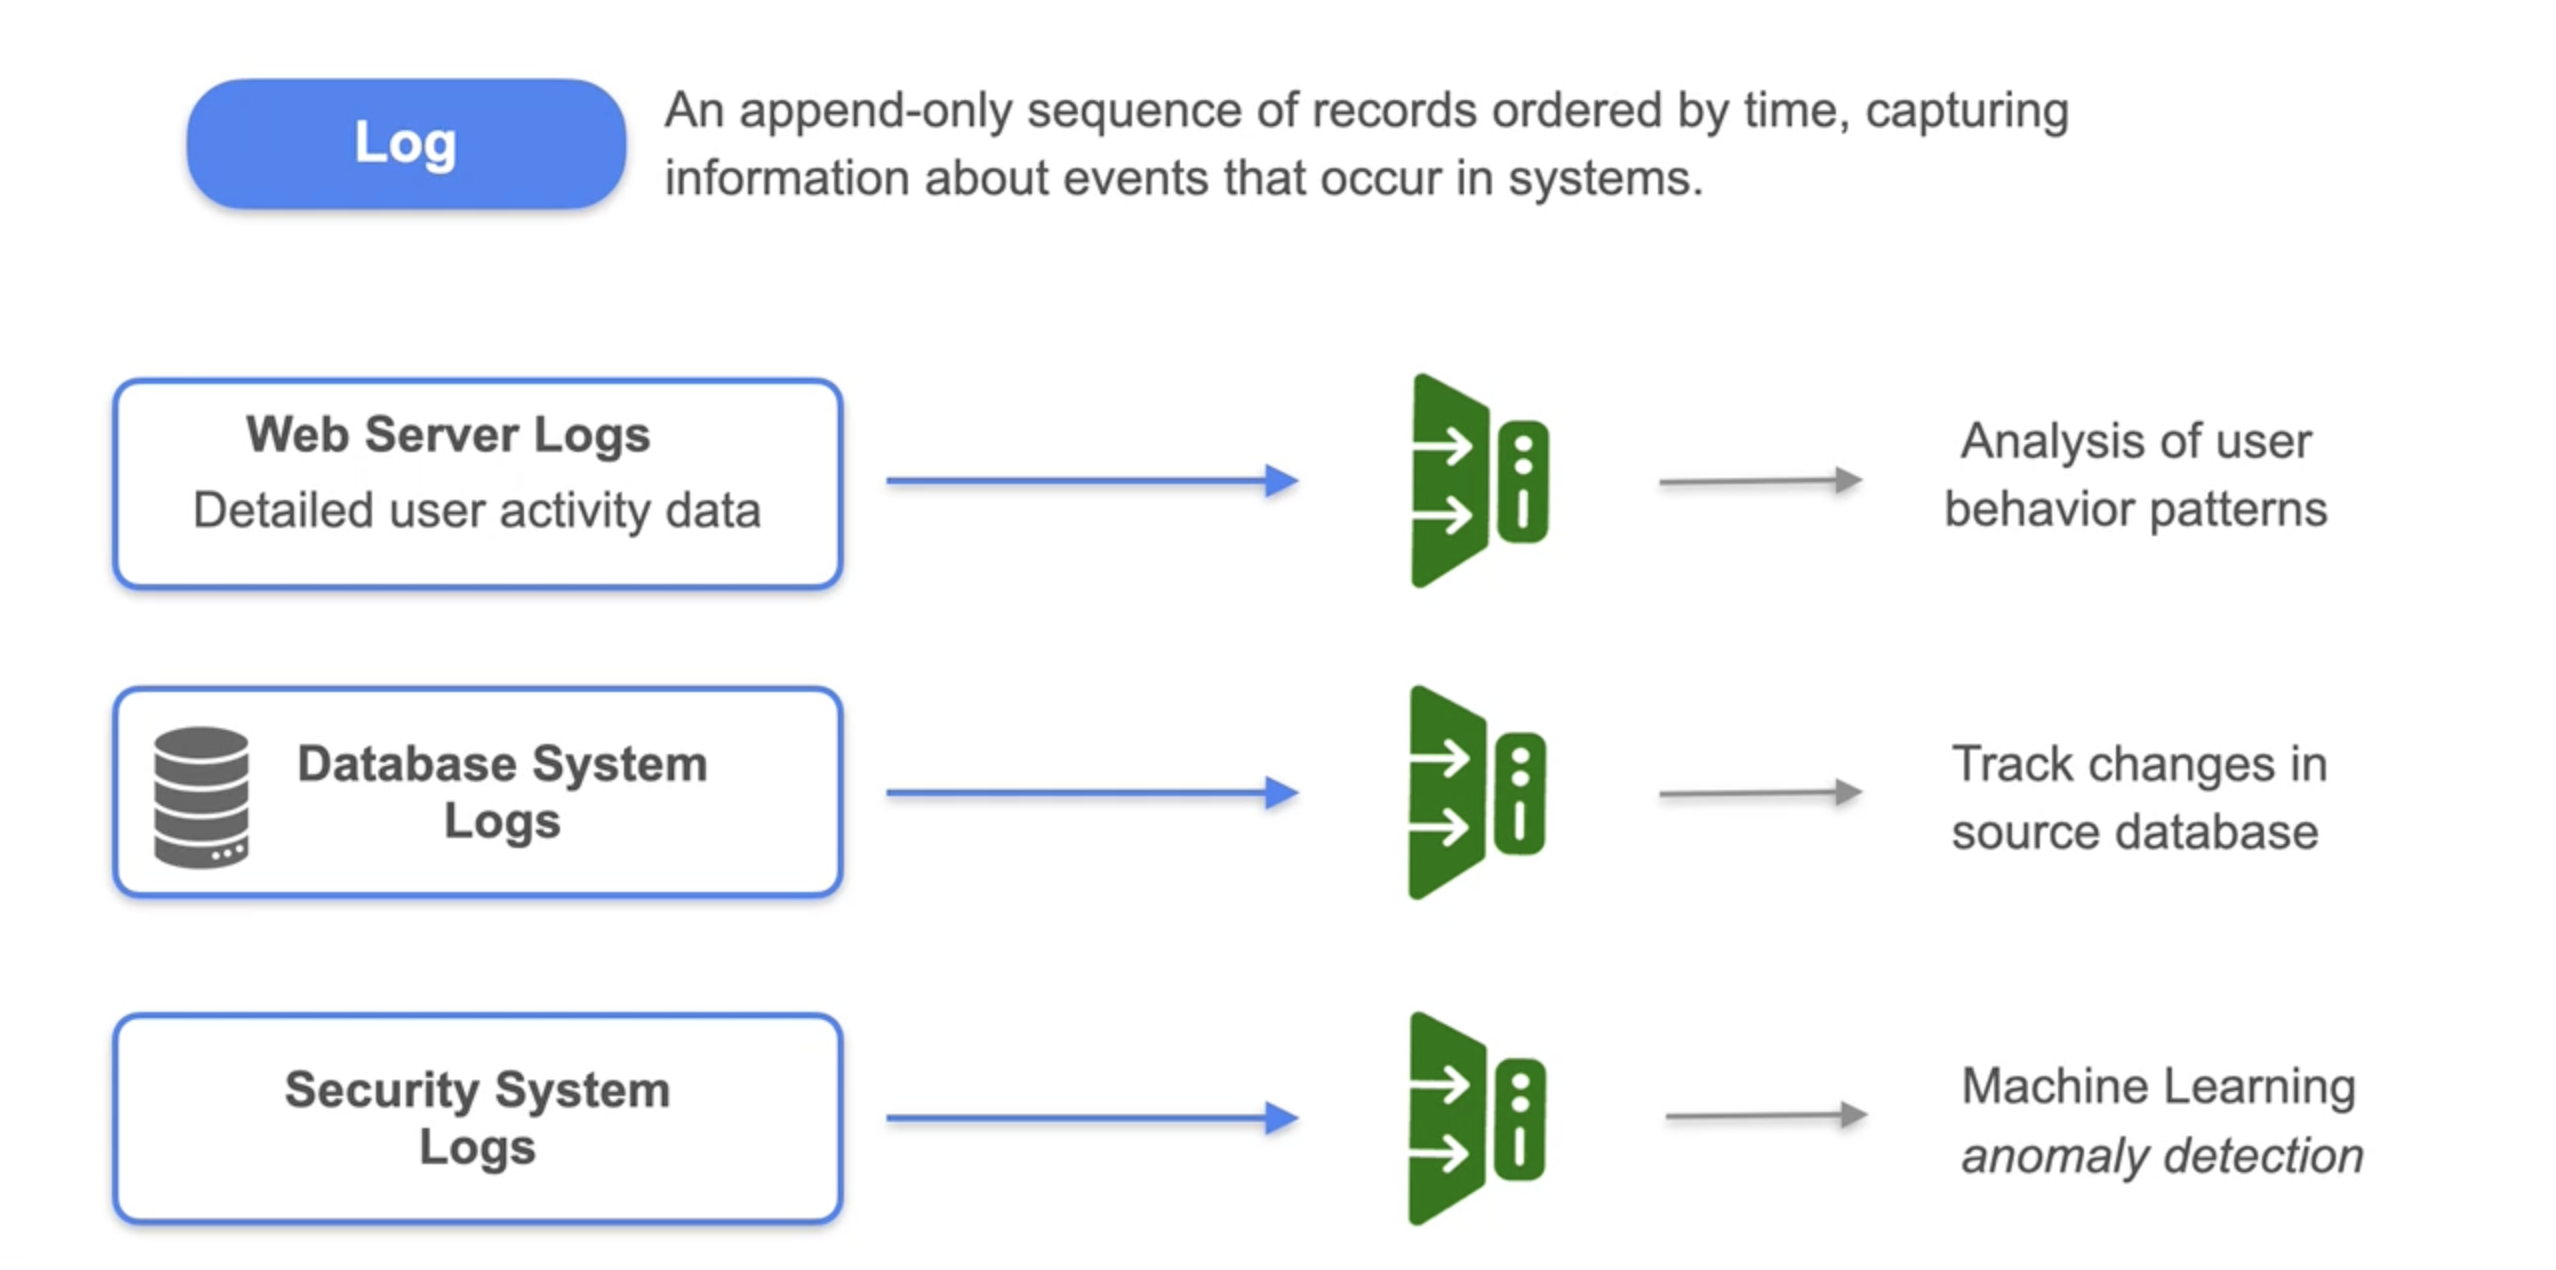 Log
An append-only sequence of records ordered by time, capturing
information about events that occur in systems.
Web Server Logs
Detailed user activity data
Analysis of user
behavior patterns
Database System
Logs
Track changes in
source database
Security System
Logs
Machine Learning
anomaly detection